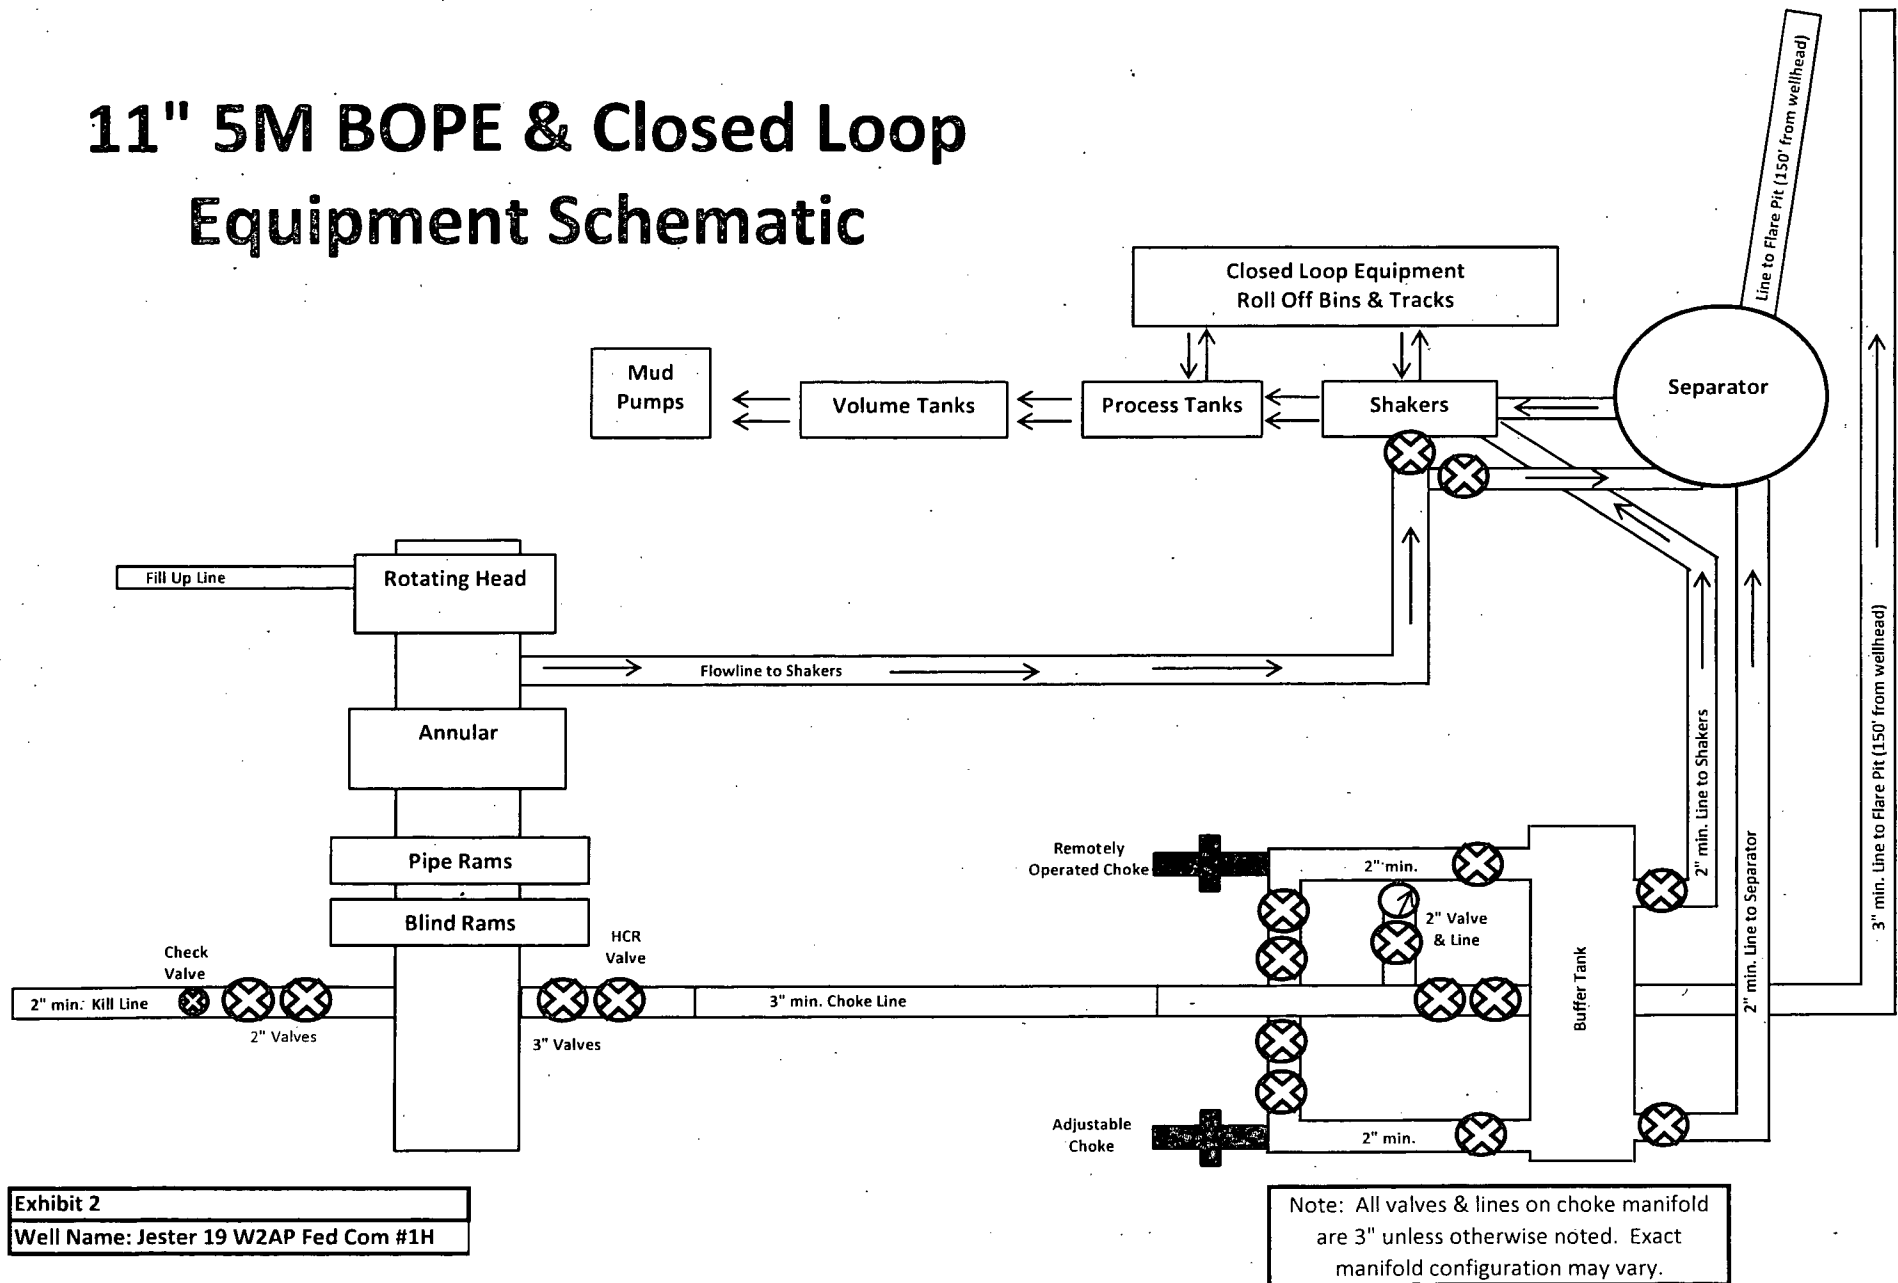 11" 5M BOPE & Closed Loop
Equipment Schematic
Line to Flare Pit (150' from wellhead)
Closed Loop Equipment
Roll Off Bins & Tracks
Mud
Pumps
Volume Tanks
Process Tanks
Shakers
Separator
Fill Up Line
Rotating Head
Flowline to Shakers
Annular
Pipe Rams
Blind Rams
Check
Valve
HCR
Valve
2" min. Kill Line
2" Valves
3" Valves
3" min. Choke Line
Remotely
Operated Choke
2" min.
2" Valve
& Line
Buffer Tank
2" min. Line to Shakers
2" min. Line to Separator
3" min. Line to Flare Pit (150' from wellhead)
Adjustable
Choke
2" min.
Exhibit 2
Well Name: Jester 19 W2AP Fed Com #1H
Note: All valves & lines on choke manifold
are 3" unless otherwise noted. Exact
manifold configuration may vary.